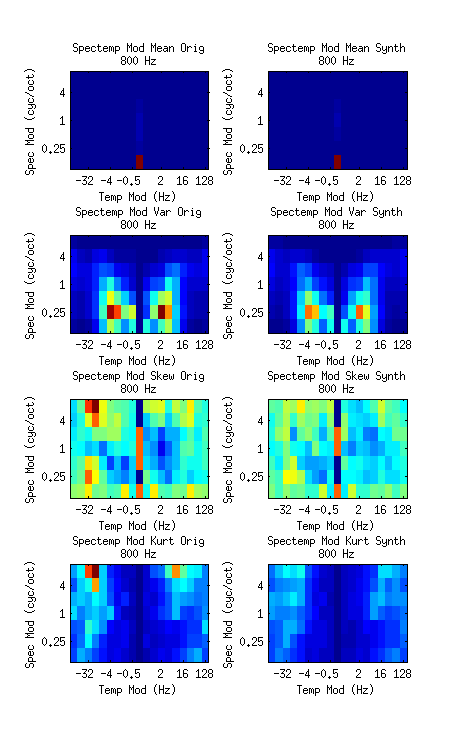 Spectemp Mod Mean Orig
800 Hz
Spec Mod (cyc/oct)
4
1
0.25
-32 -4 -0.5 2 16 128
Temp Mod (Hz)
Spectemp Mod Mean Synth
800 Hz
Spec Mod (cyc/oct)
4
1
0.25
-32 -4 -0.5 2 16 128
Temp Mod (Hz)
Spectemp Mod Var Orig
800 Hz
Spec Mod (cyc/oct)
4
1
0.25
-32 -4 -0.5 2 16 128
Temp Mod (Hz)
Spectemp Mod Var Synth
800 Hz
Spec Mod (cyc/oct)
4
1
0.25
-32 -4 -0.5 2 16 128
Temp Mod (Hz)
Spectemp Mod Skew Orig
800 Hz
Spec Mod (cyc/oct)
4
1
0.25
-32 -4 -0.5 2 16 128
Temp Mod (Hz)
Spectemp Mod Skew Synth
800 Hz
Spec Mod (cyc/oct)
4
1
0.25
-32 -4 -0.5 2 16 128
Temp Mod (Hz)
Spectemp Mod Kurt Orig
800 Hz
Spec Mod (cyc/oct)
4
1
0.25
-32 -4 -0.5 2 16 128
Temp Mod (Hz)
Spectemp Mod Kurt Synth
800 Hz
Spec Mod (cyc/oct)
4
1
0.25
-32 -4 -0.5 2 16 128
Temp Mod (Hz)